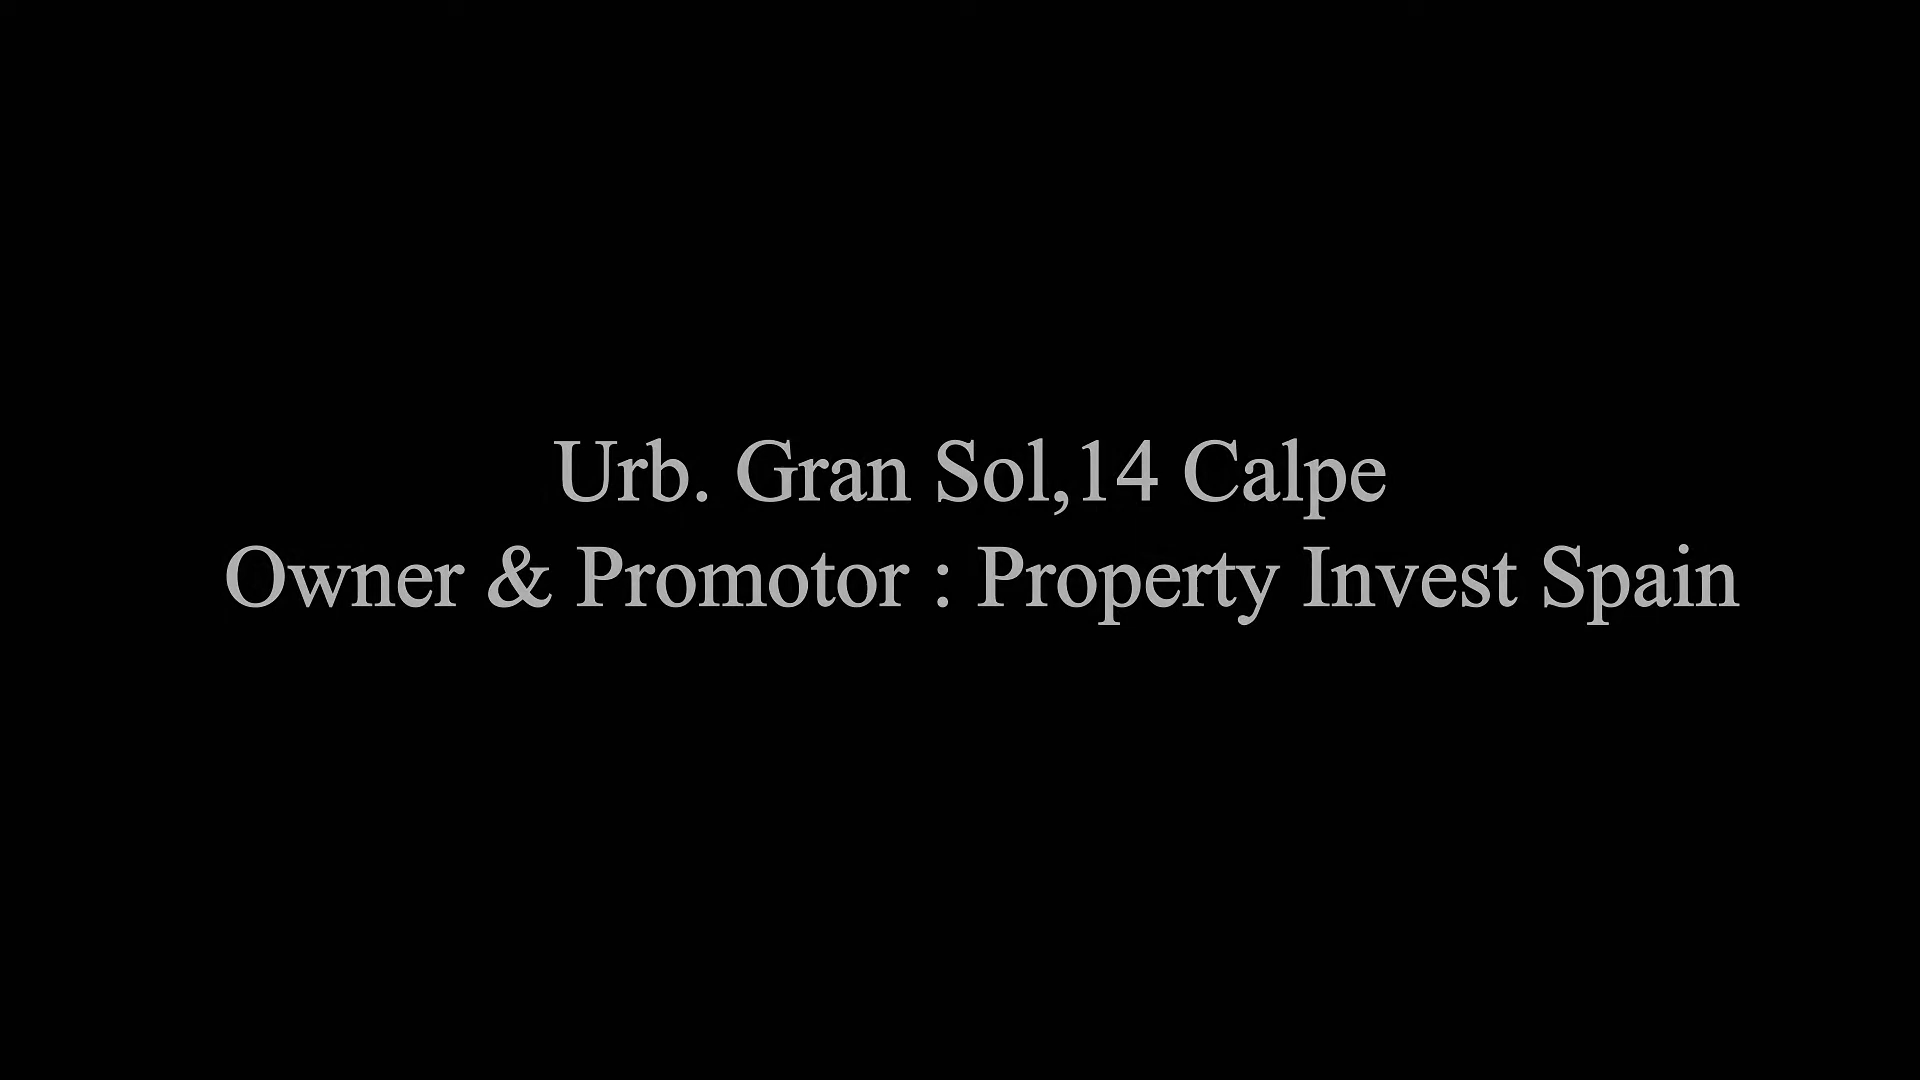 Urb. Gran Sol,14 Calpe
Owner & Promotor : Property Invest Spain